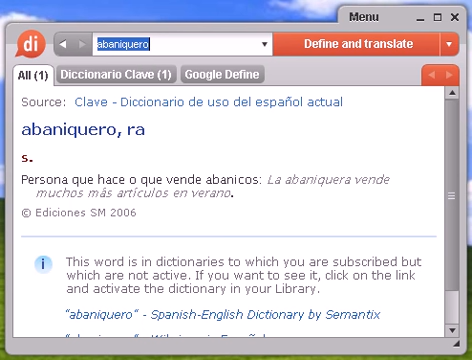 Menu
di
abaniquero
Define and translate
All (1)
Diccionario Clave (1)
Google Define
Source: Clave - Diccionario de uso del español actual
abaniquero, ra
s.
Persona que hace o que vende abanicos: La abaniquera vende
muchos más artículos en verano.
© Ediciones SM 2006
i
This word is in dictionaries to which you are subscribed but
which are not active. If you want to see it, click on the link
and activate the dictionary in your Library.
"abaniquero" - Spanish-English Dictionary by Semantix